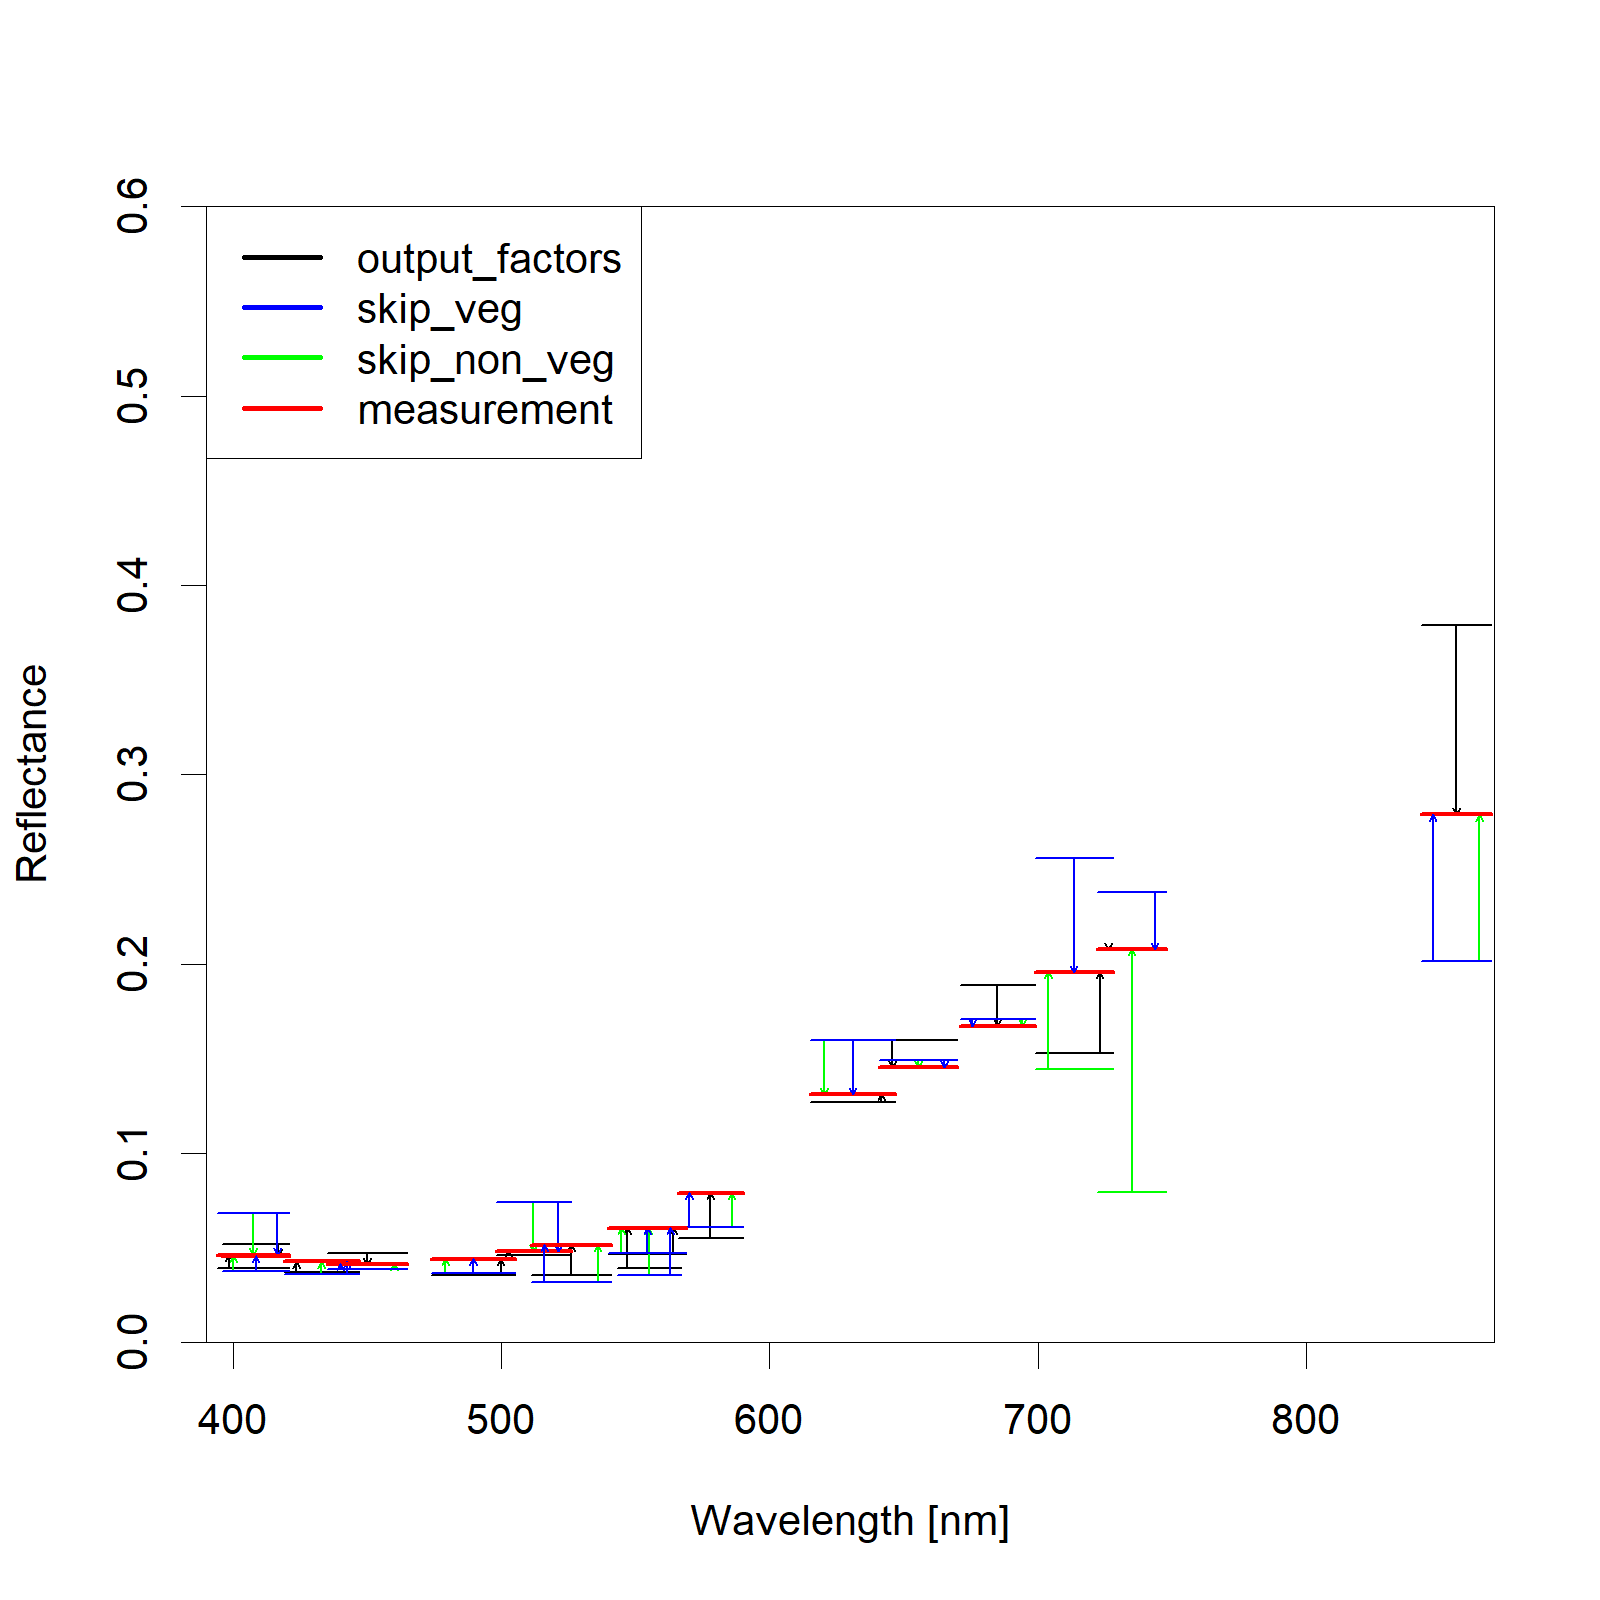 output_factors
skip_veg
skip_non_veg
measurement
0.6
0.5
0.4
0.3
0.2
0.1
0.0
Reflectance
400 500 600 700 800
Wavelength [nm]